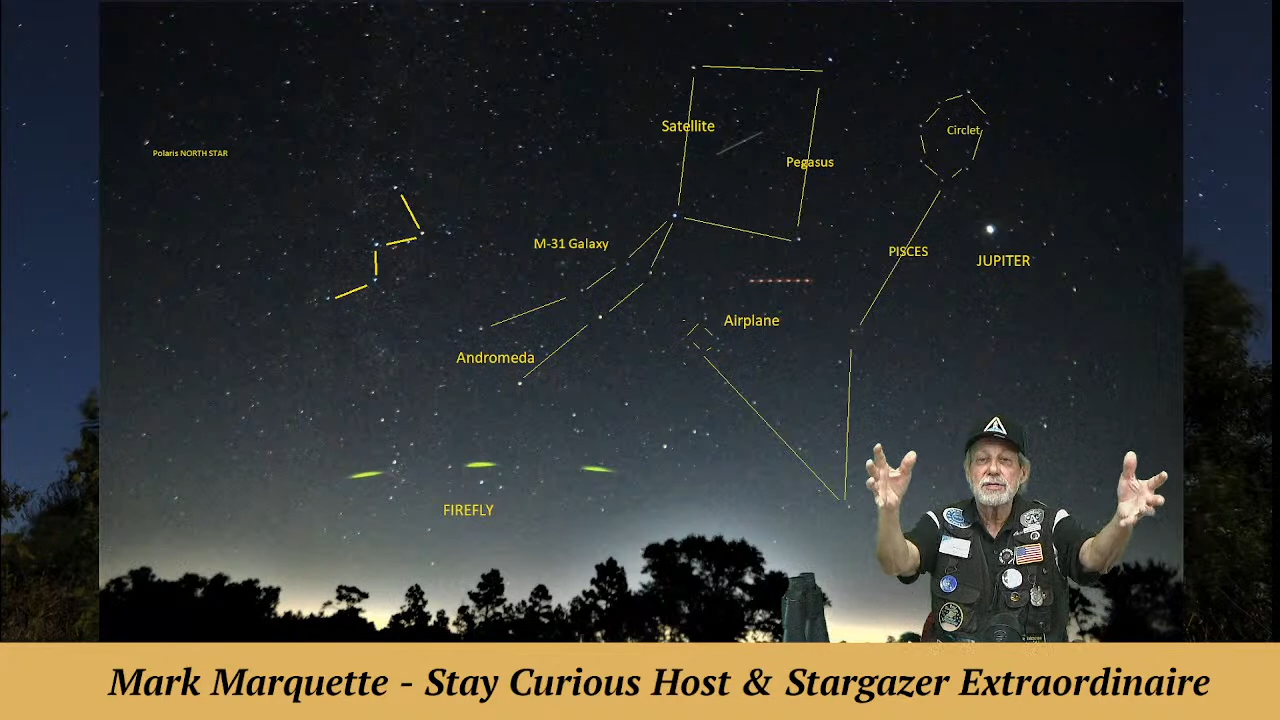 Satellite
Circlet
Polaris NORTH STAR
Pegasus
M-31 Galaxy
PISCES
JUPITER
Airplane
Andromeda
FIREFLY
Mark Marquette - Stay Curious Host & Stargazer Extraordinaire